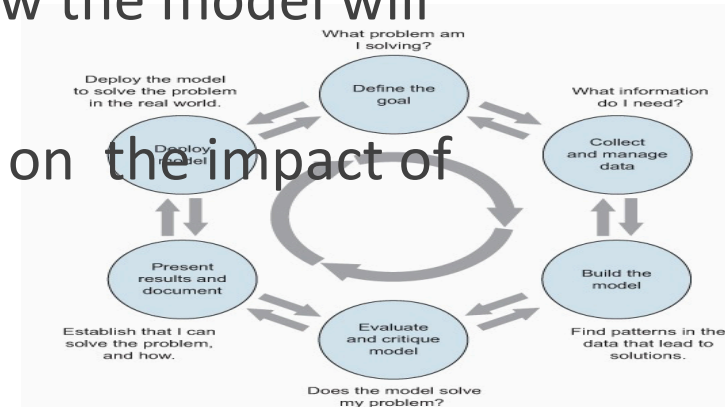 w the model will
What problem am
I solving?
Define the
goal
Deploy the model
to solve the problem
in the real world.
What information
do I need?
Deploy
model
on the impact of
Collect
and manage
data
Present
results and
document
Build the
model
Establish that I can
solve the problem,
and how.
Evaluate
and critique
model
Find patterns in the
data that lead to
solutions.
Does the model solve
my problem?